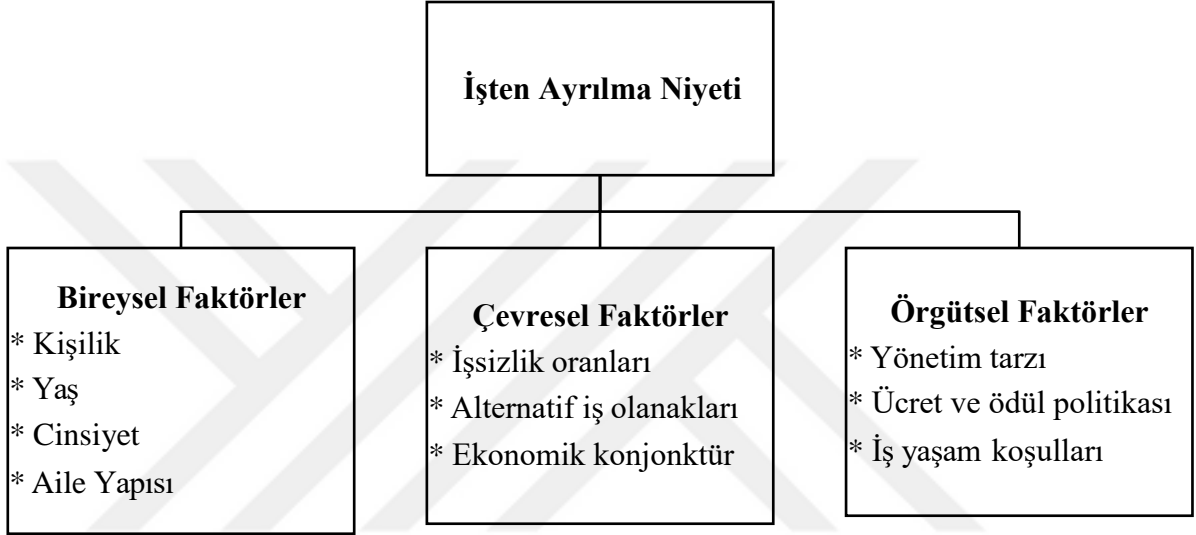 İşten Ayrılma Niyeti
Bireysel Faktörler
* Kişilik
* Yaş
* Cinsiyet
* Aile Yapısı
Çevresel Faktörler
* İşsizlik oranları
* Alternatif iş olanakları
* Ekonomik konjonktür
Örgütsel Faktörler
* Yönetim tarzı
* Ücret ve ödül politikası
* İş yaşam koşulları